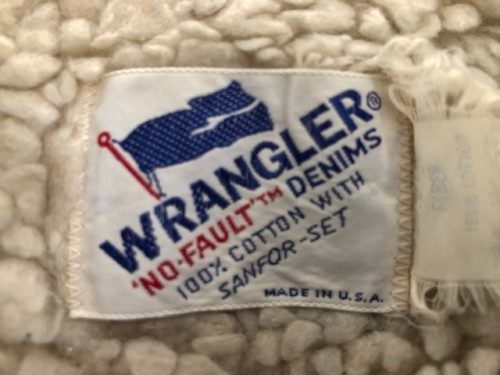 WRANGLER®
'NO-FAULT'™ DENIMS
100% COTTON WITH
SANFOR-SET
MADE IN U.S.A.